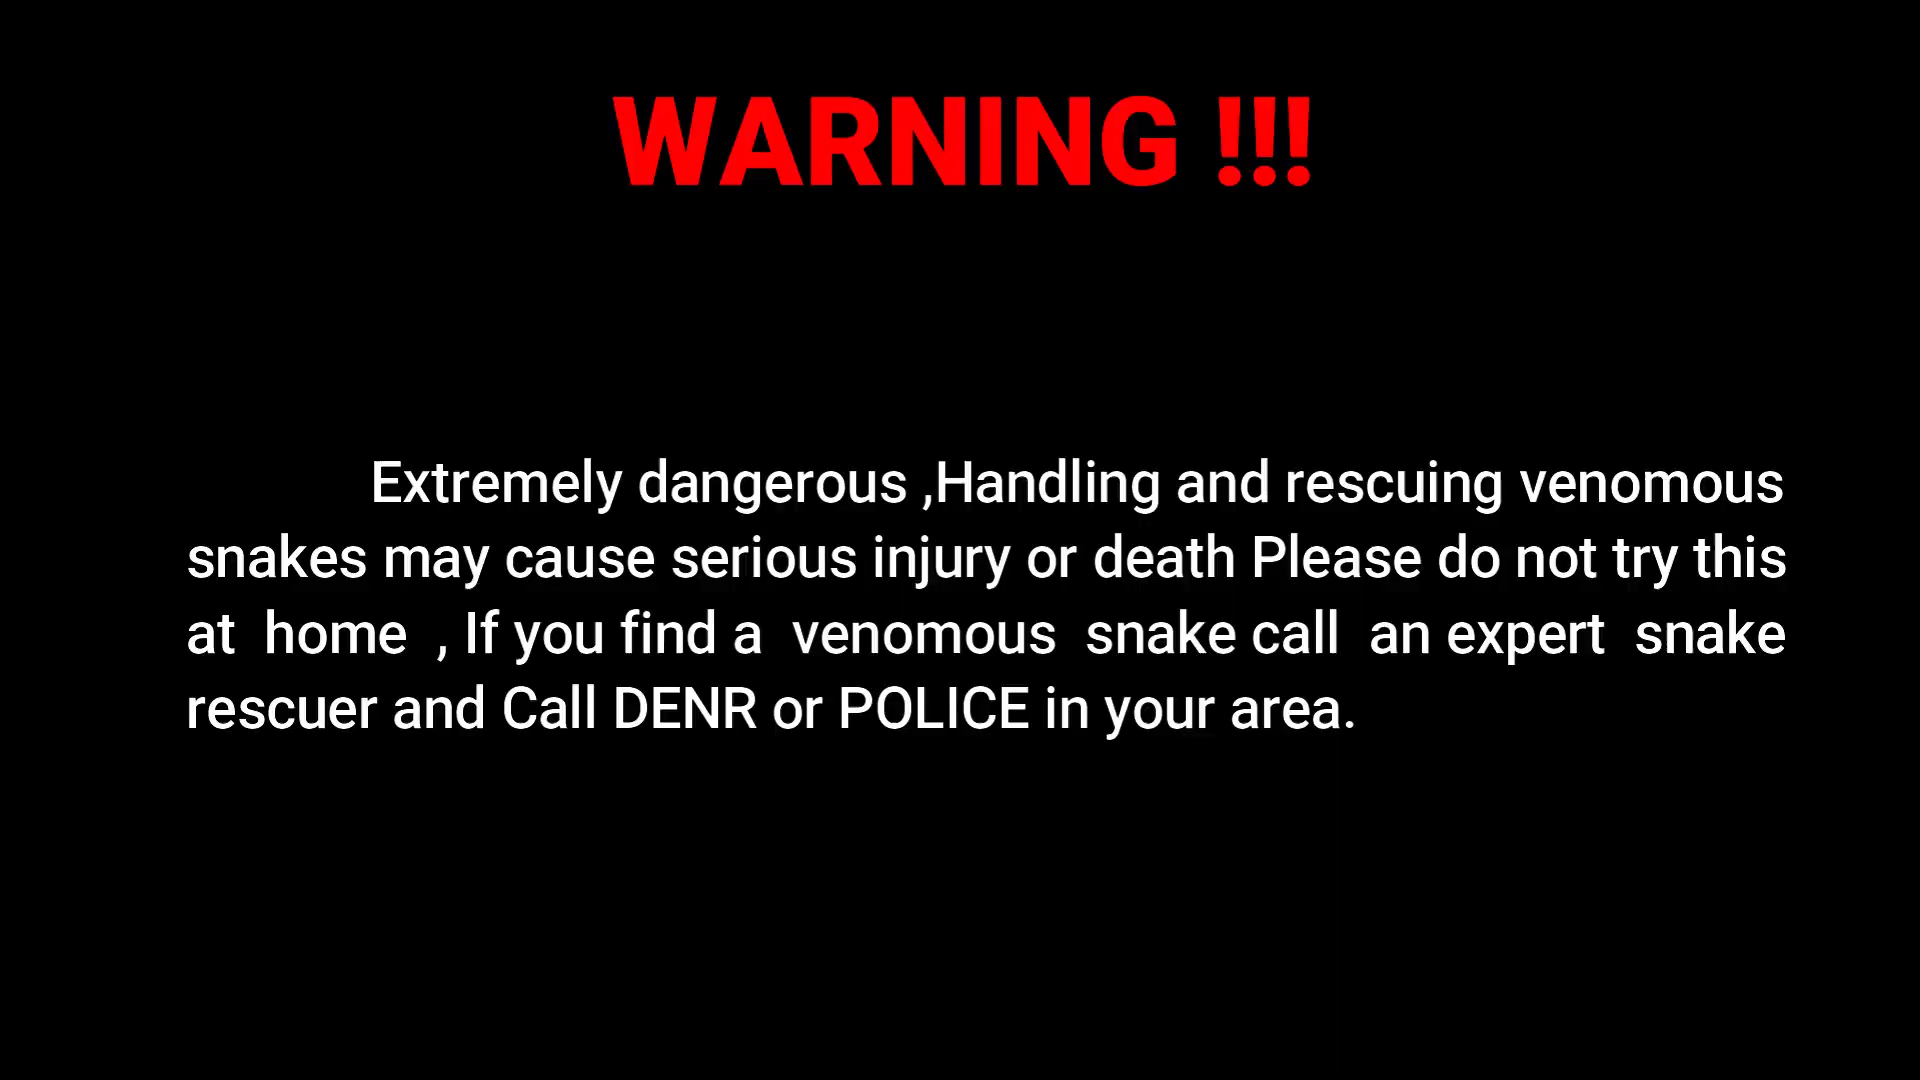 WARNING !!!
Extremely dangerous ,Handling and rescuing venomous
snakes may cause serious injury or death Please do not try this
at home , If you find a venomous snake call an expert snake
rescuer and Call DENR or POLICE in your area.